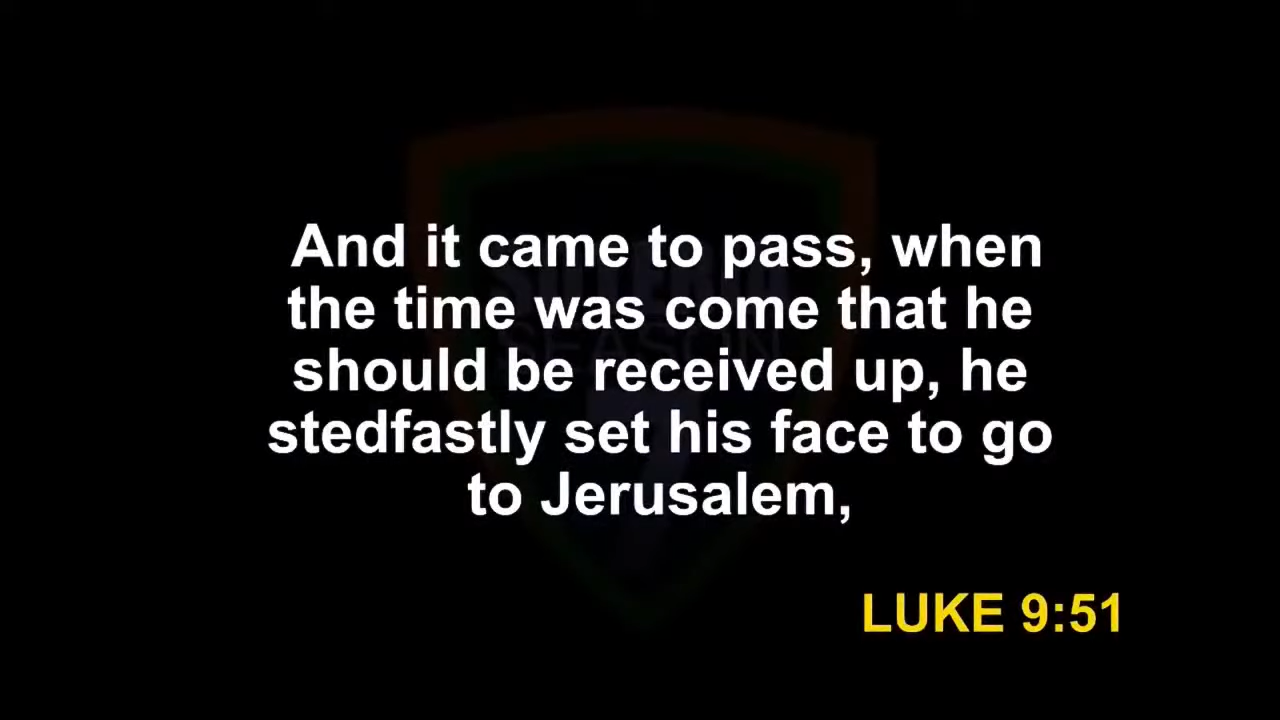 And it came to pass, when
the time was come that he
should be received up, he
stedfastly set his face to go
to Jerusalem,
LUKE 9:51
SEASON